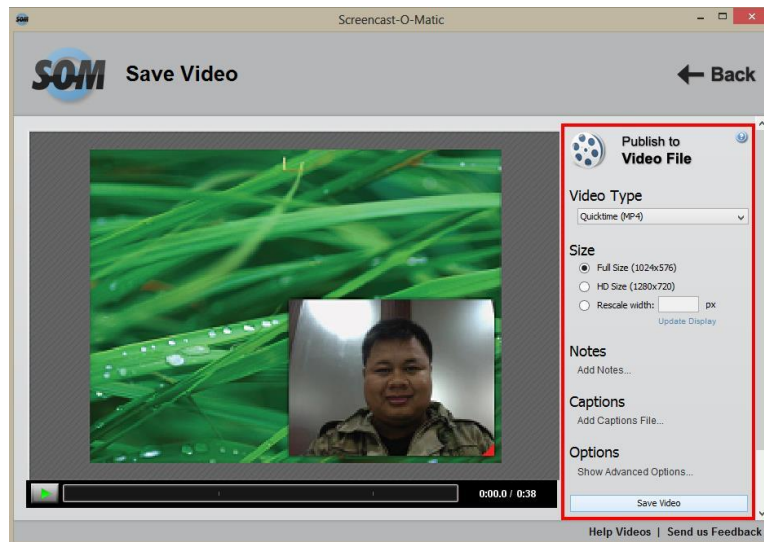 SOM
Screencast-O-Matic
SOM
Save Video
Back
Publish to
Video File
Video Type
Quicktime (MP4)
Size
Full Size (1024x576)
HD Size (1280x720)
Rescale width:
px
Update Display
Notes
Add Notes...
Captions
Add Captions File...
Options
Show Advanced Options...
Save Video
0:00.0 / 0:38
Help Videos | Send us Feedback